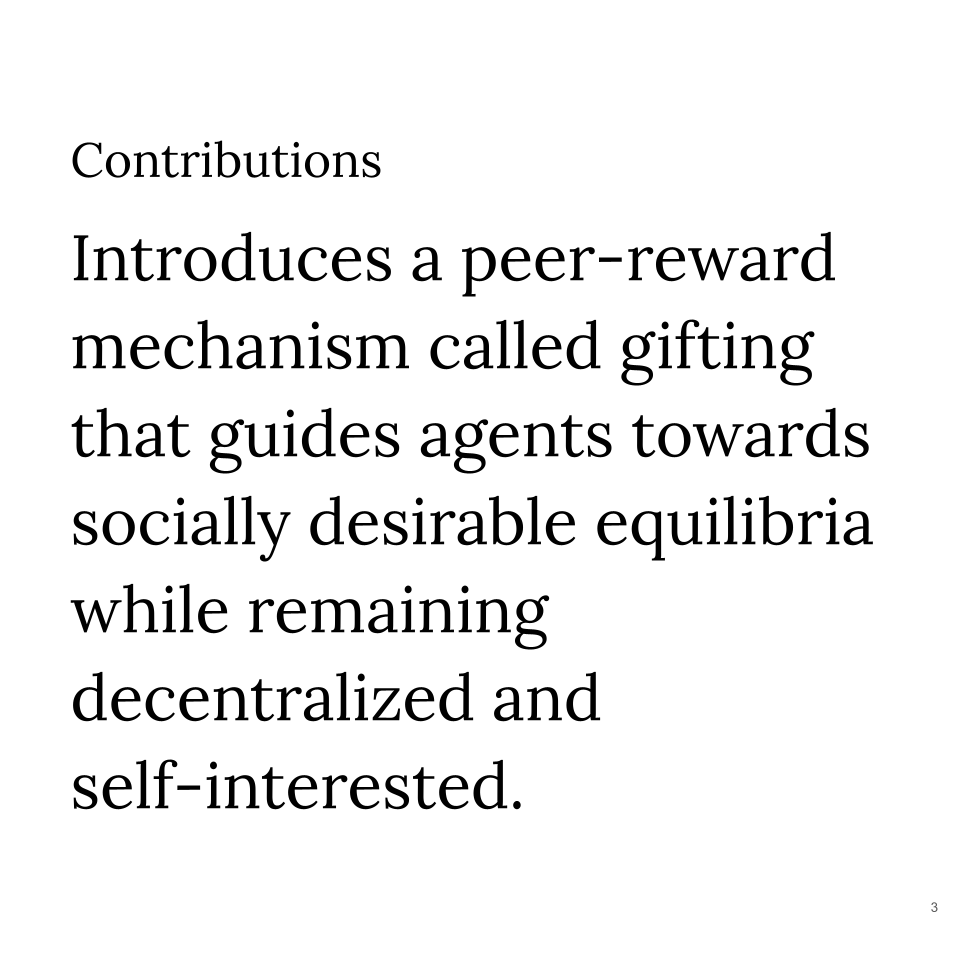 Contributions
Introduces a peer-reward
mechanism called gifting
that guides agents towards
socially desirable equilibria
while remaining
decentralized and
self-interested.
3